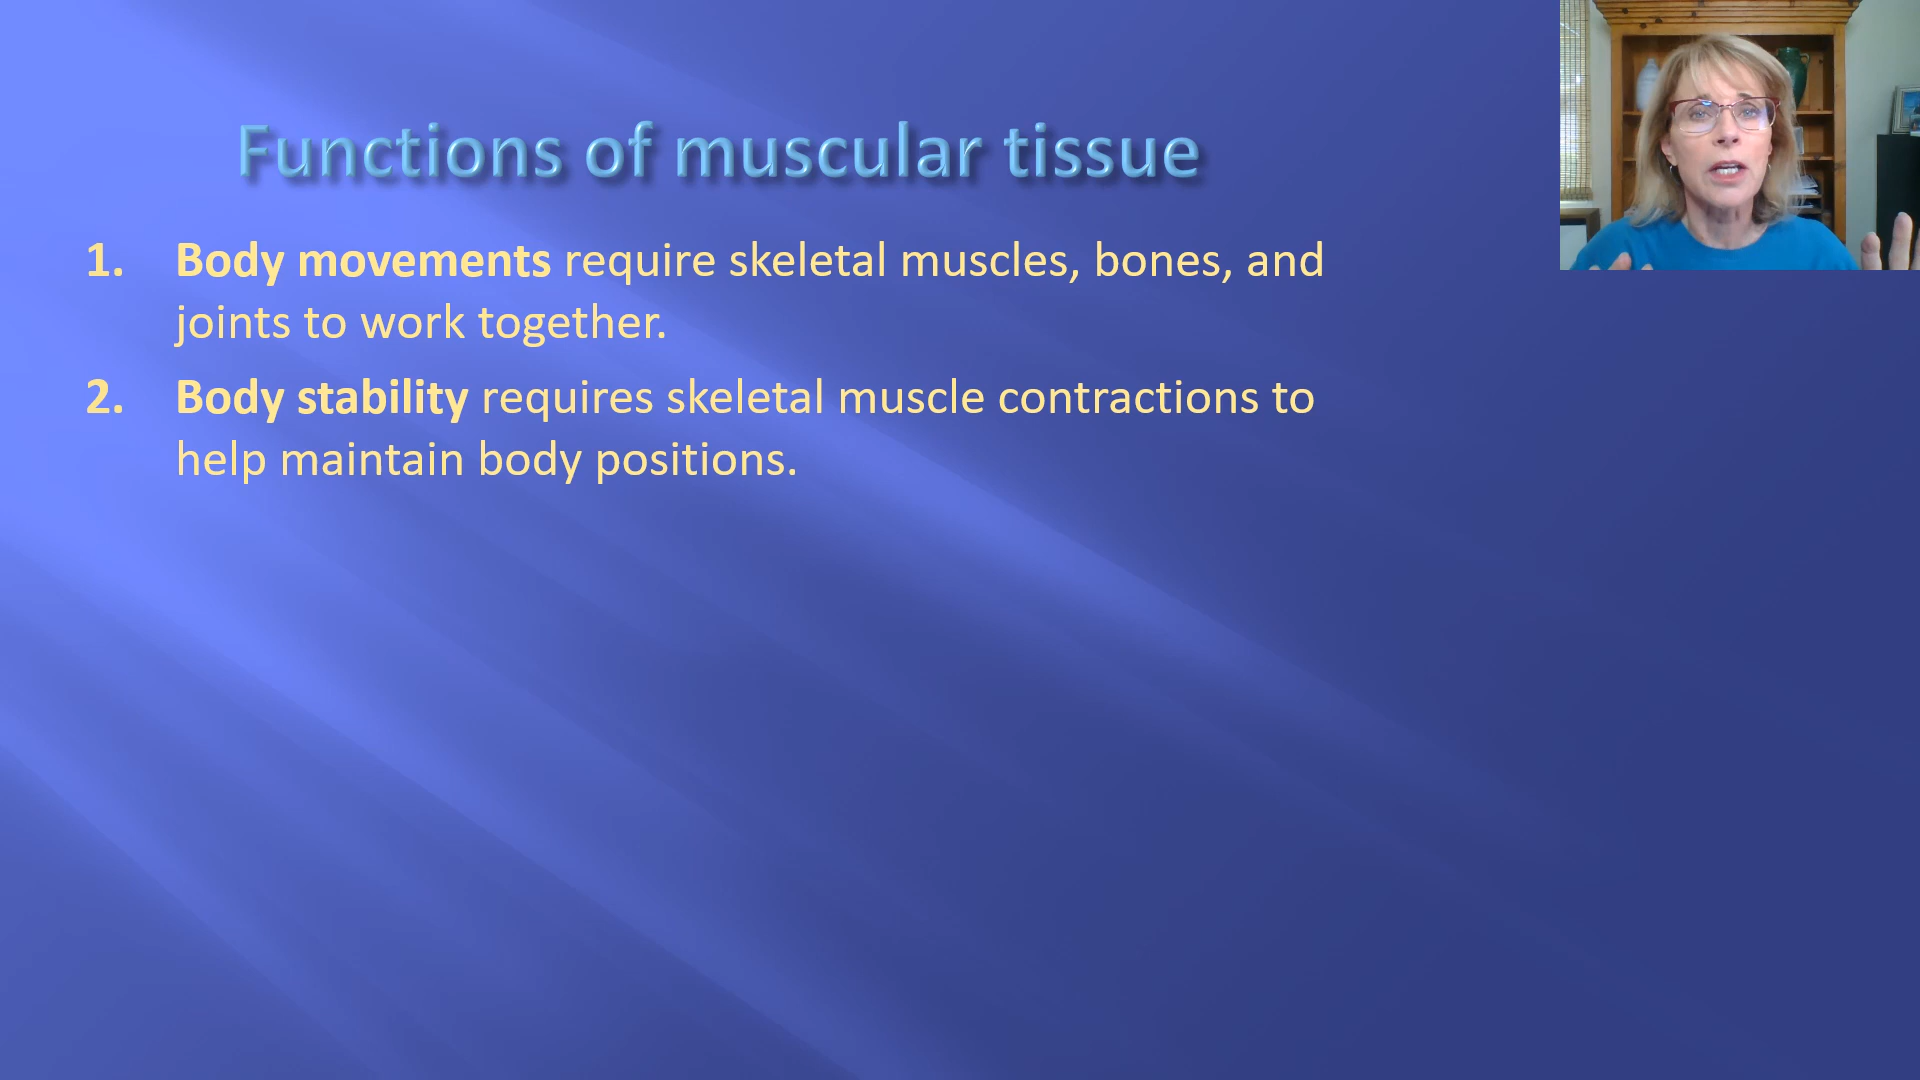 Functions of muscular tissue
1. Body movements require skeletal muscles, bones, and
joints to work together.
2. Body stability requires skeletal muscle contractions to
help maintain body positions.